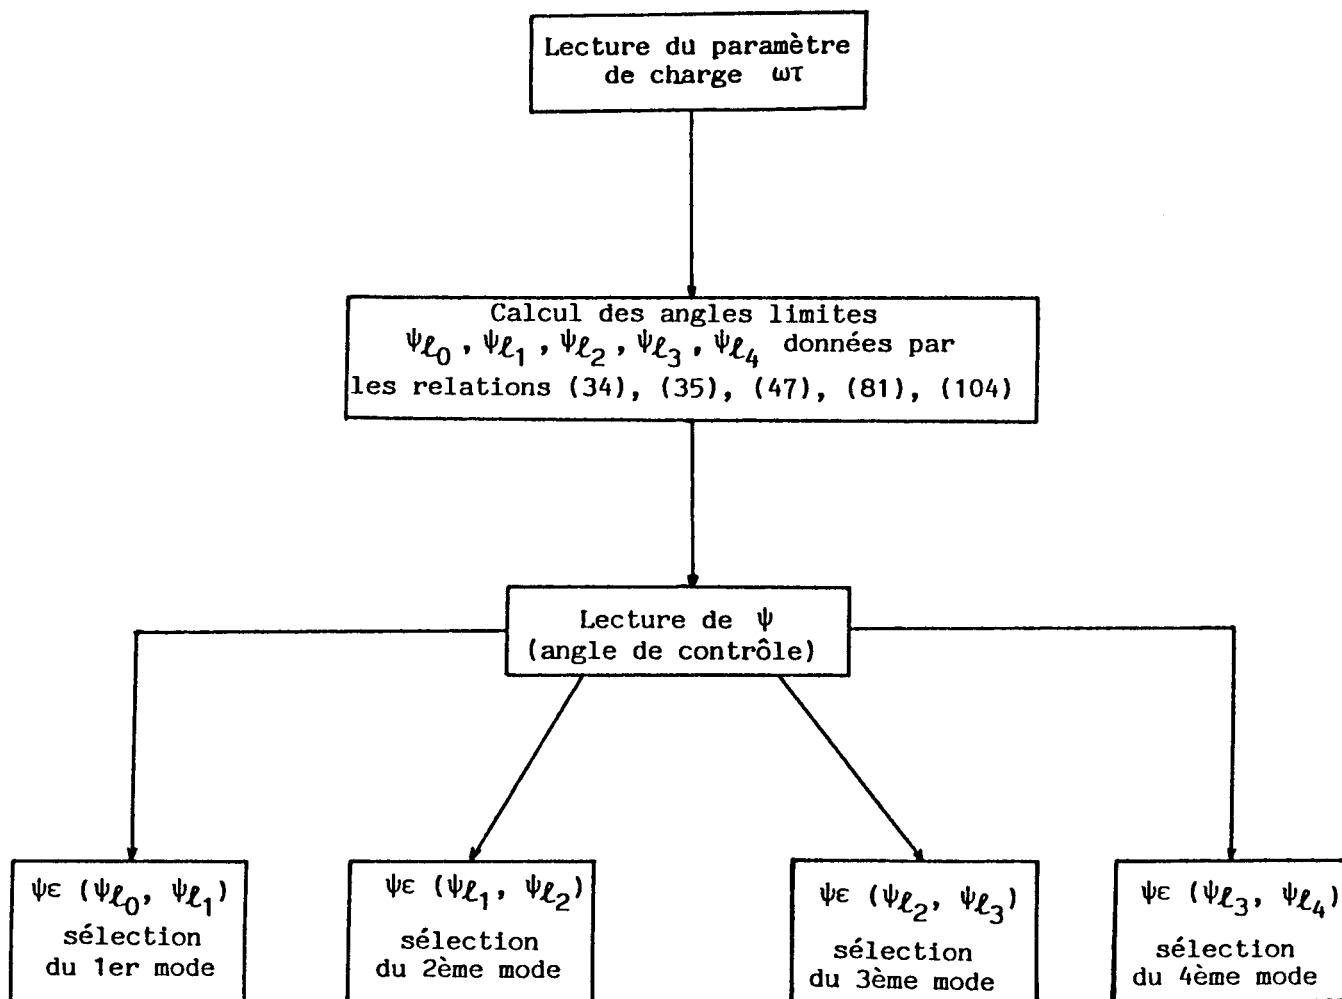 Lecture du paramètre
de charge ωτ
Calcul des angles limites
ψℓ0, ψℓ1, ψℓ2, ψℓ3, ψℓ4 données par
les relations (34), (35), (47), (81), (104)
Lecture de ψ
(angle de contrôle)
ψε (ψℓ0, ψℓ1)
sélection
du 1er mode
ψε (ψℓ1, ψℓ2)
sélection
du 2ème mode
ψε (ψℓ2, ψℓ3)
sélection
du 3ème mode
ψε (ψℓ3, ψℓ4)
sélection
du 4ème mode